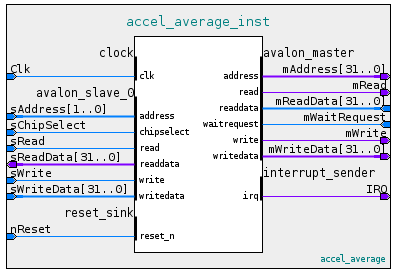 accel_average_inst
clock
Clk
clk
avalon_slave_0
sAddress[1..0]
address
sChipSelect
chipselect
sRead
read
sReadData[31..0]
readdata
sWrite
write
sWriteData[31..0]
writedata
reset_sink
nReset
reset_n
avalon_master
address
mAddress[31..0]
read
mRead
readdata
mReadData[31..0]
waitrequest
mWaitRequest
write
mWrite
writedata
mWriteData[31..0]
interrupt_sender
irq
IRQ
accel_average